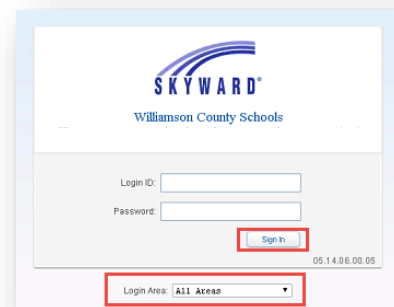 SKYWARD®
Williamson County Schools
Login ID:
Password:
Sign In
05.14.06.00.05
Login Area: All Areas